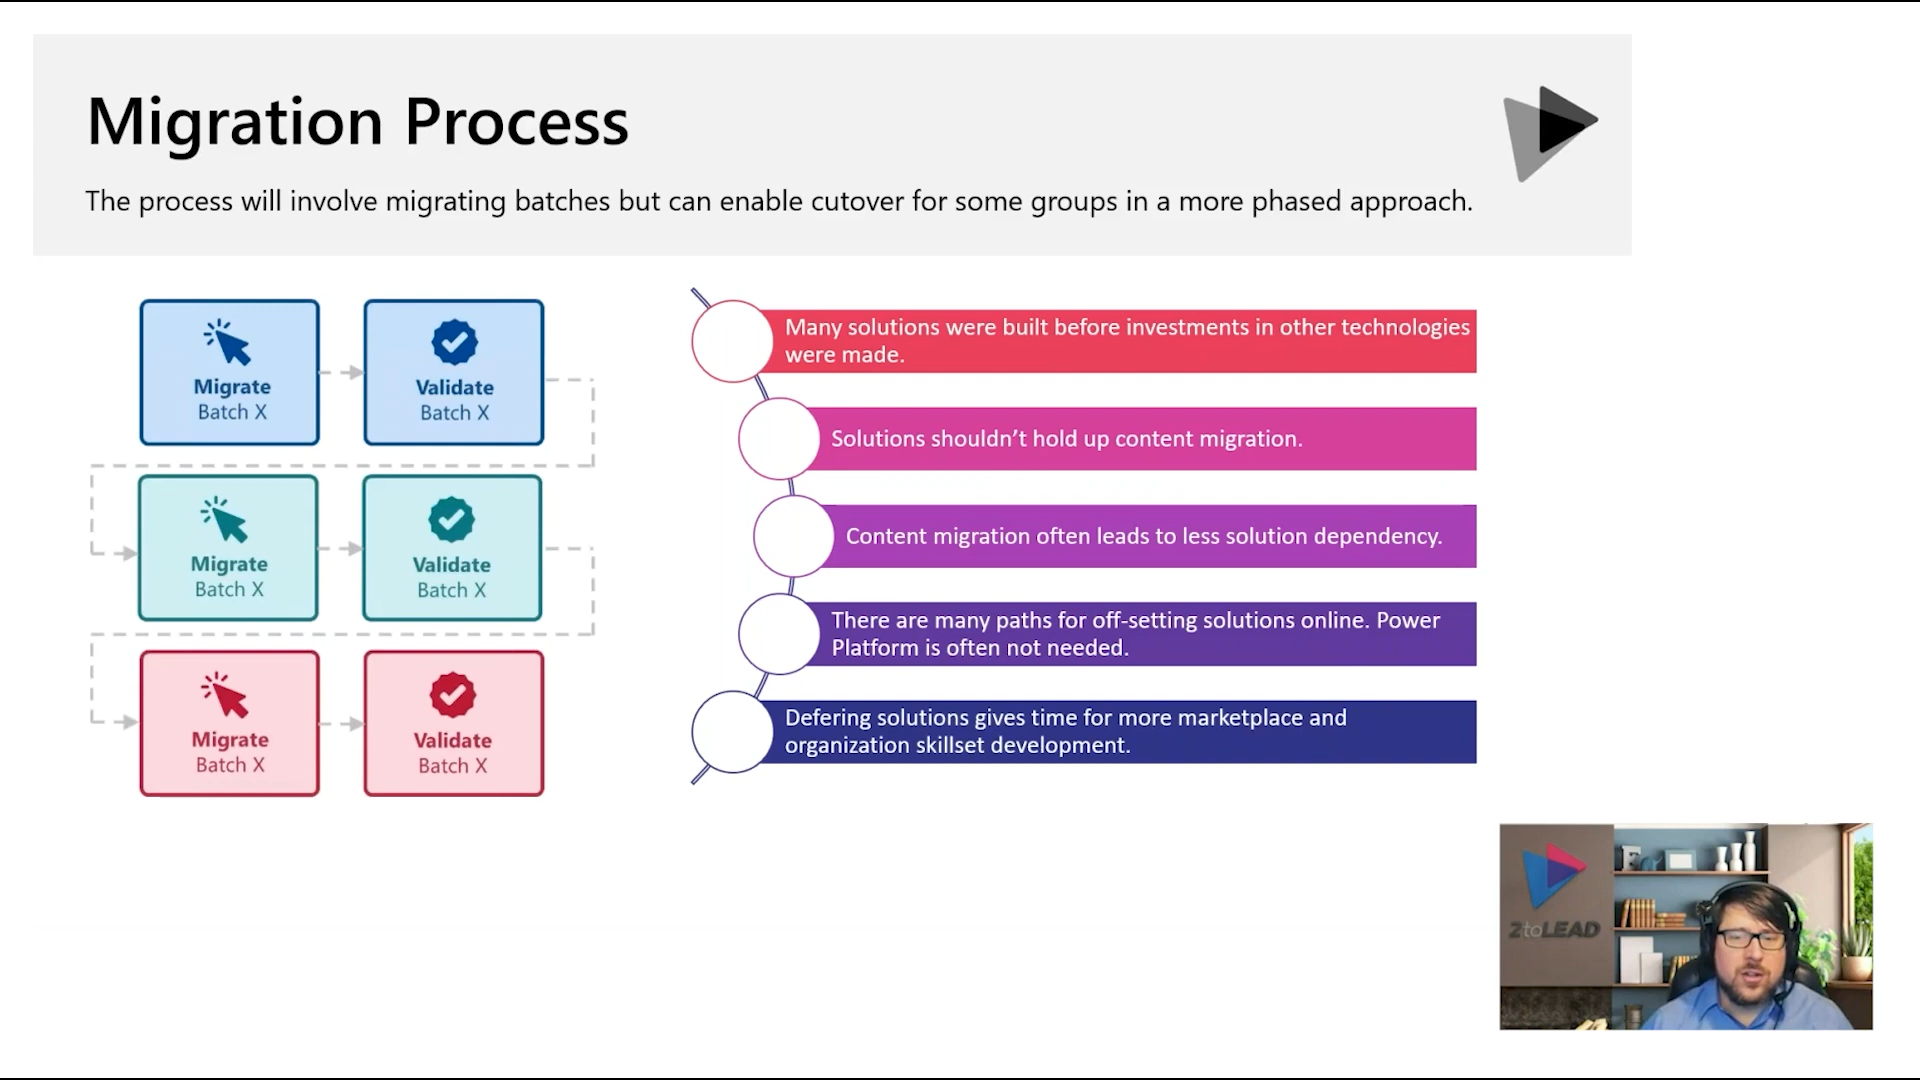 Migration Process
The process will involve migrating batches but can enable cutover for some groups in a more phased approach.
Migrate
Batch X
Validate
Batch X
Migrate
Batch X
Validate
Batch X
Migrate
Batch X
Validate
Batch X
Many solutions were built before investments in other technologies
were made.
Solutions shouldn’t hold up content migration.
Content migration often leads to less solution dependency.
There are many paths for off-setting solutions online. Power
Platform is often not needed.
Defering solutions gives time for more marketplace and
organization skillset development.
2toLEAD